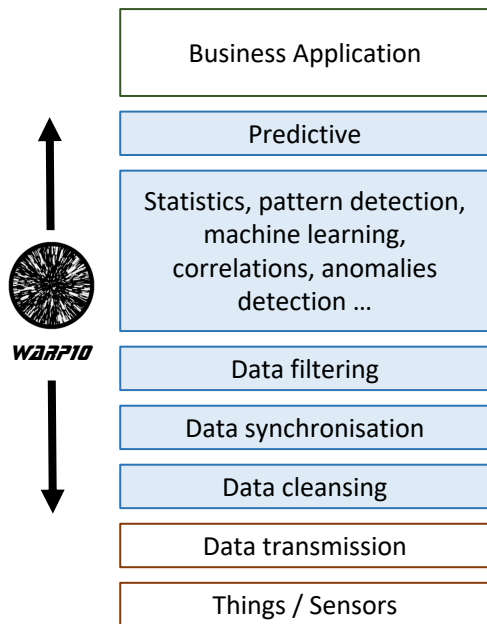 Business Application
Predictive
Statistics, pattern detection,
machine learning,
correlations, anomalies
detection ...
WARP10
Data filtering
Data synchronisation
Data cleansing
Data transmission
Things / Sensors